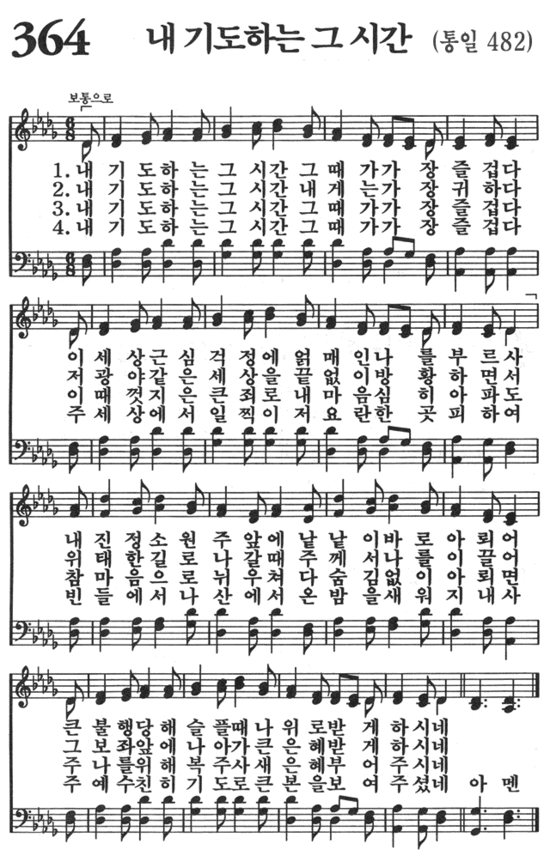 364 내 기도하는 그 시간 (통일 482)
보통으로
1. 내 기 도 하 는 그 시 간 그 때 가 가 장 즐 겁 다
2. 내 기 도 하 는 그 시 간 내 게 는 가 장 귀 하 다
3. 내 기 도 하 는 그 시 간 그 때 가 가 장 즐 겁 다
4. 내 기 도 하 는 그 시 간 그 때 가 가 장 즐 겁 다
이 세 상 근 심 걱 정 에 얽 매 인 나 를 부 르 사
저 광 야 같 은 세 상 을 끝 없 이 방 황 하 면 서
이 때 껏 지 은 큰 죄 로 내 마 음 심 히 아 파 도
주 세 상 에 서 일 찍 이 저 요 란 한 곳 피 하 여
내 진 정 소 원 주 앞 에 낱 낱 이 바 로 아 뢰 어
위 태 한 길 로 나 갈 때 주 께 서 나 를 이 끌 어
참 마 음 으 로 뉘 우 쳐 다 숨 김 없 이 아 뢰 면
빈 들 에 서 나 산 에 서 온 밤 을 새 워 지 내 사
큰 불 행 당 해 슬 플 때 나 위 로 받 게 하 시 네
그 보 좌 앞 에 나 아 가 큰 은 혜 받 게 하 시 네
주 나 를 위 해 복 주 사 새 은 혜 부 어 주 시 네
주 예 수 친 히 기 도 로 큰 본 을 보 여 주 셨 네 아 멘